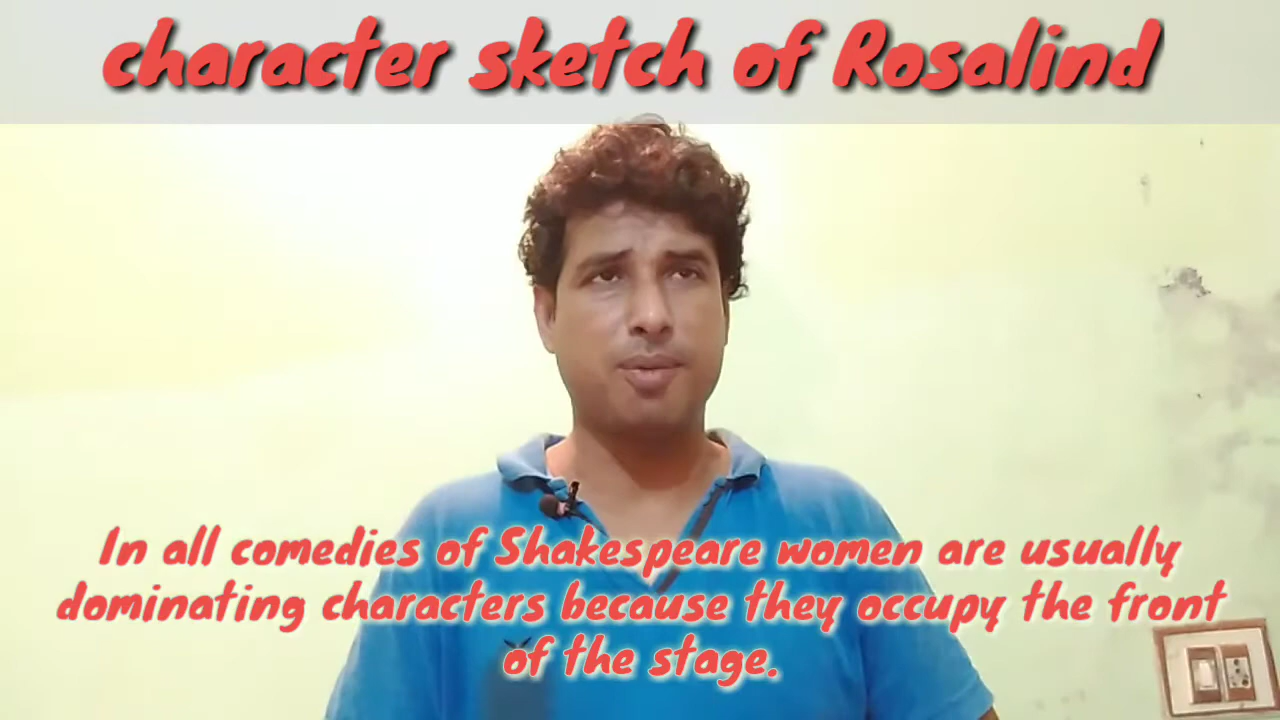 character sketch of Rosalind
In all comedies of Shakespeare women are usually
dominating characters because they occupy the front
of the stage.